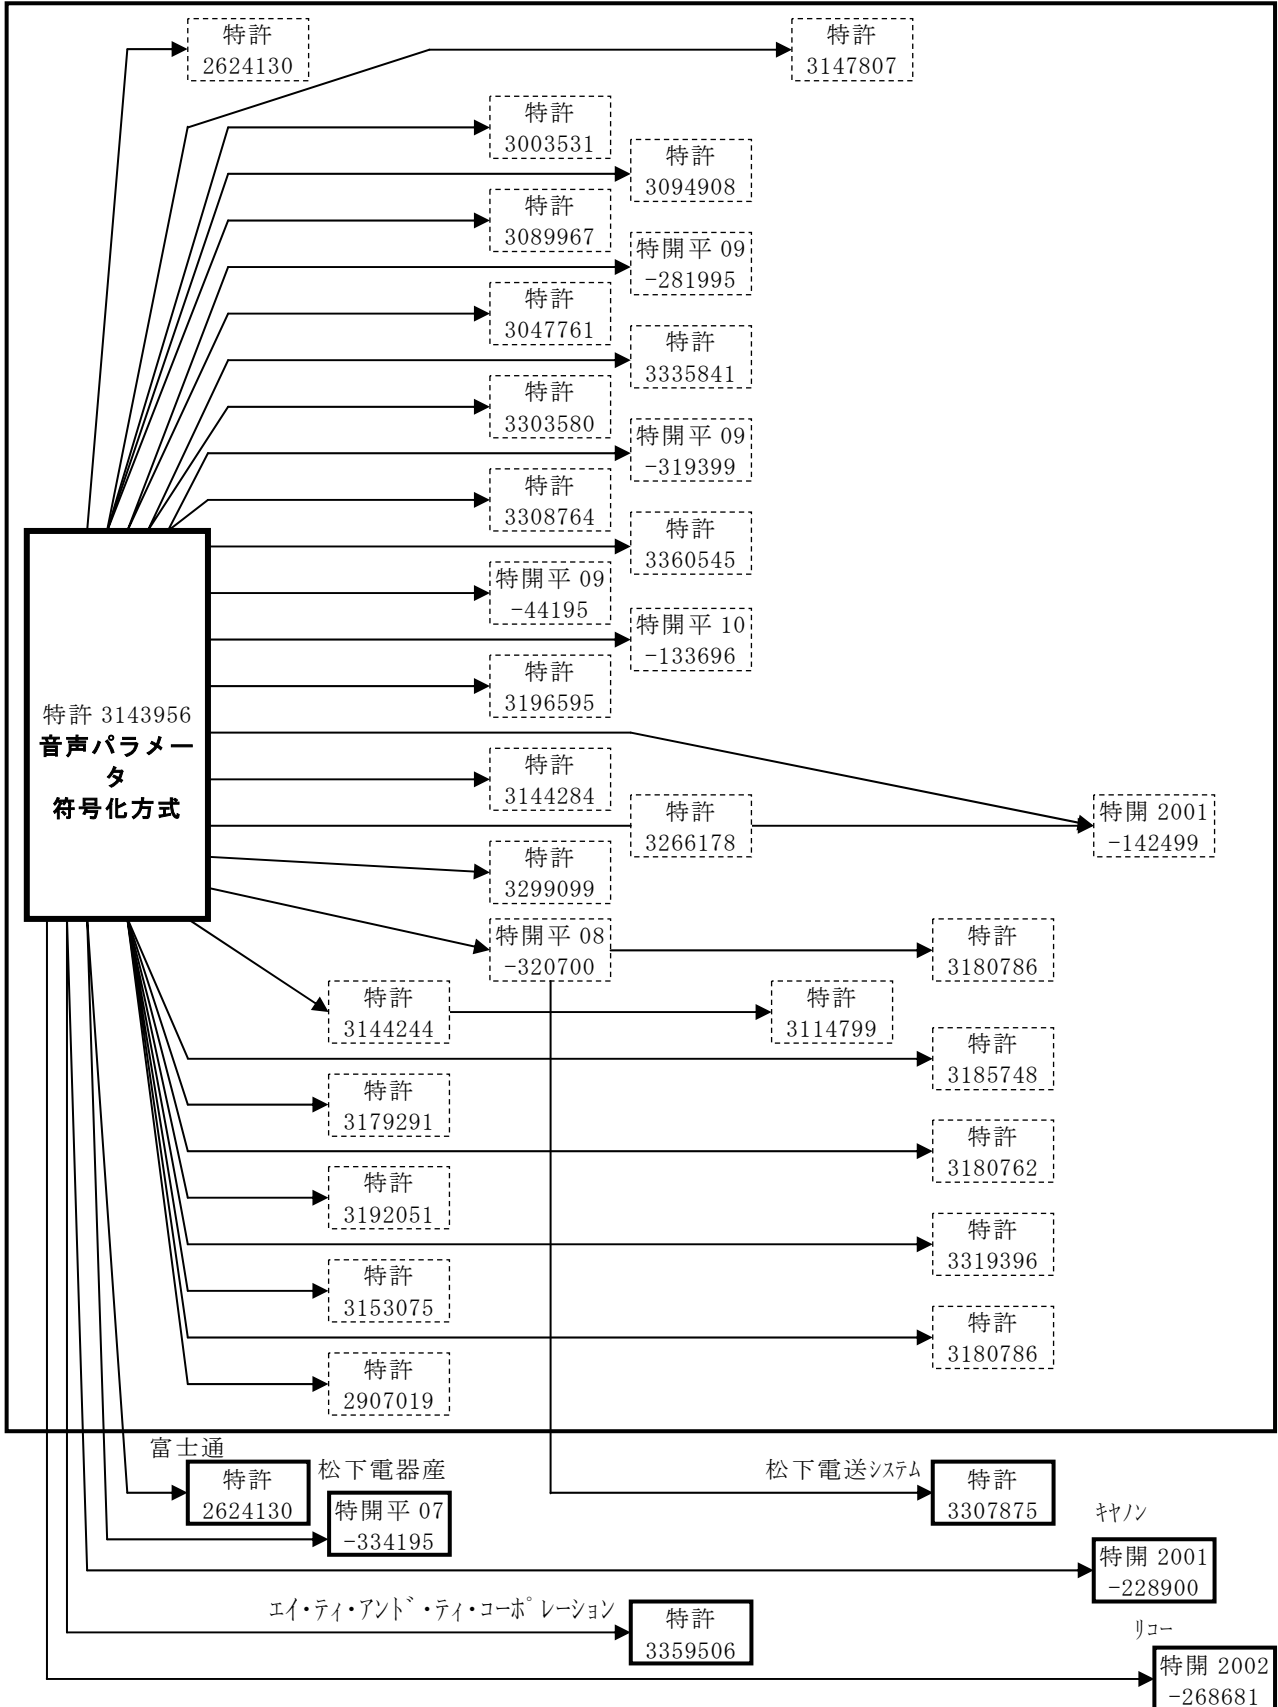 特許
2624130
特許
3147807
特許
3003531
特許
3094908
特許
3089967
特開平 09
-281995
特許
3047761
特許
3335841
特許
3303580
特開平 09
-319399
特許
3308764
特許
3360545
特開平 09
-44195
特開平 10
-133696
特許
3196595
特許 3143956
音声パラメー
タ
符号化方式
特許
3144284
特許
3266178
特開 2001
-142499
特許
3299099
特開平 08
-320700
特許
3180786
特許
3144244
特許
3114799
特許
3185748
特許
3179291
特許
3180762
特許
3192051
特許
3319396
特許
3153075
特許
3180786
特許
2907019
富士通
特許
2624130
松下電器産
特開平 07
-334195
松下電送システム
特許
3307875
キヤノン
特開 2001
-228900
エイ・ティ・アンド・ティ・コーポレーション
特許
3359506
リコー
特開 2002
-268681